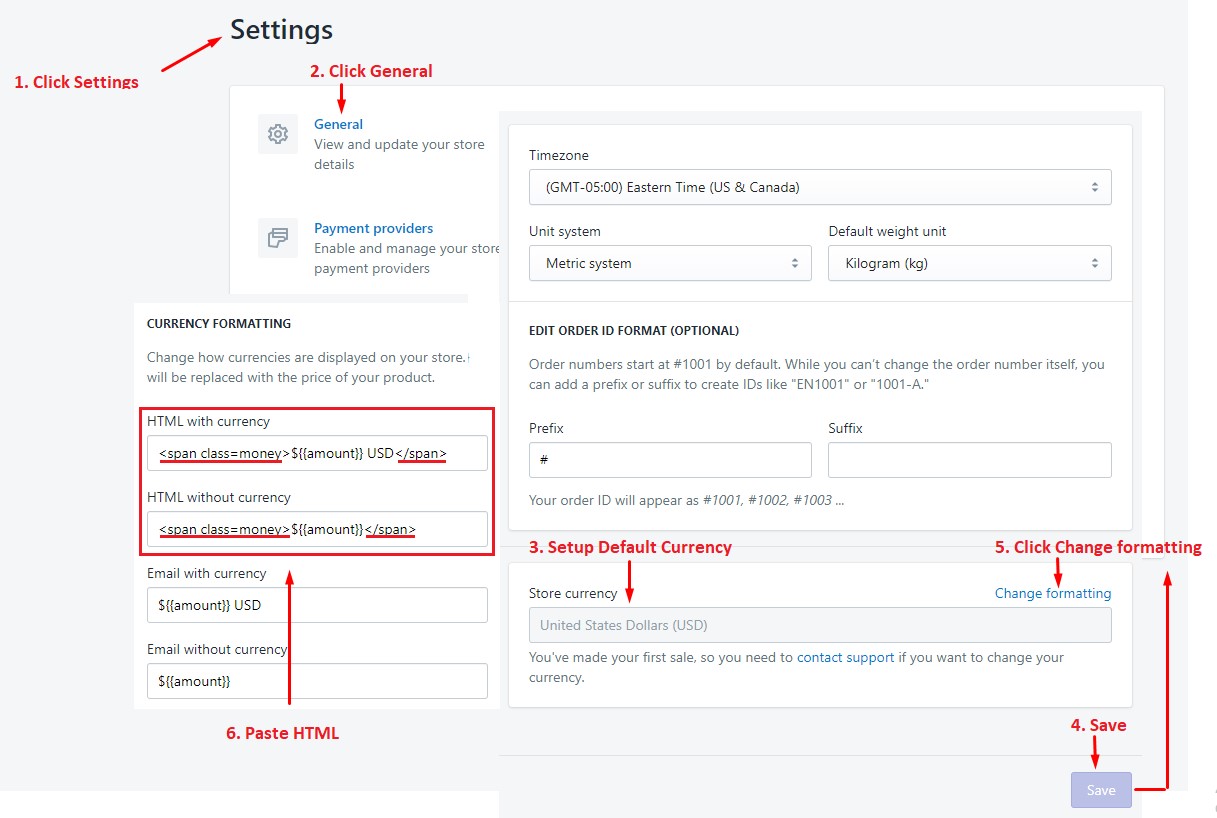 Settings
1. Click Settings
2. Click General
General
View and update your store
details
Payment providers
Enable and manage your store
payment providers
Timezone
(GMT-05:00) Eastern Time (US & Canada)
Unit system
Default weight unit
Metric system
Kilogram (kg)
EDIT ORDER ID FORMAT (OPTIONAL)
Order numbers start at #1001 by default. While you can't change the order number itself, you
can add a prefix or suffix to create IDs like "EN1001" or "1001-A."
Prefix
Suffix
#
Your order ID will appear as #1001, #1002, #1003 ...
CURRENCY FORMATTING
Change how currencies are displayed on your store.
will be replaced with the price of your product.
HTML with currency
<span class=money>${{amount}} USD</span>
HTML without currency
<span class=money>${{amount}}</span>
Email with currency
${{amount}} USD
Email without currency
${{amount}}
6. Paste HTML
3. Setup Default Currency
5. Click Change formatting
Store currency
Change formatting
United States Dollars (USD)
You've made your first sale, so you need to contact support if you want to change your
currency.
4. Save
Save